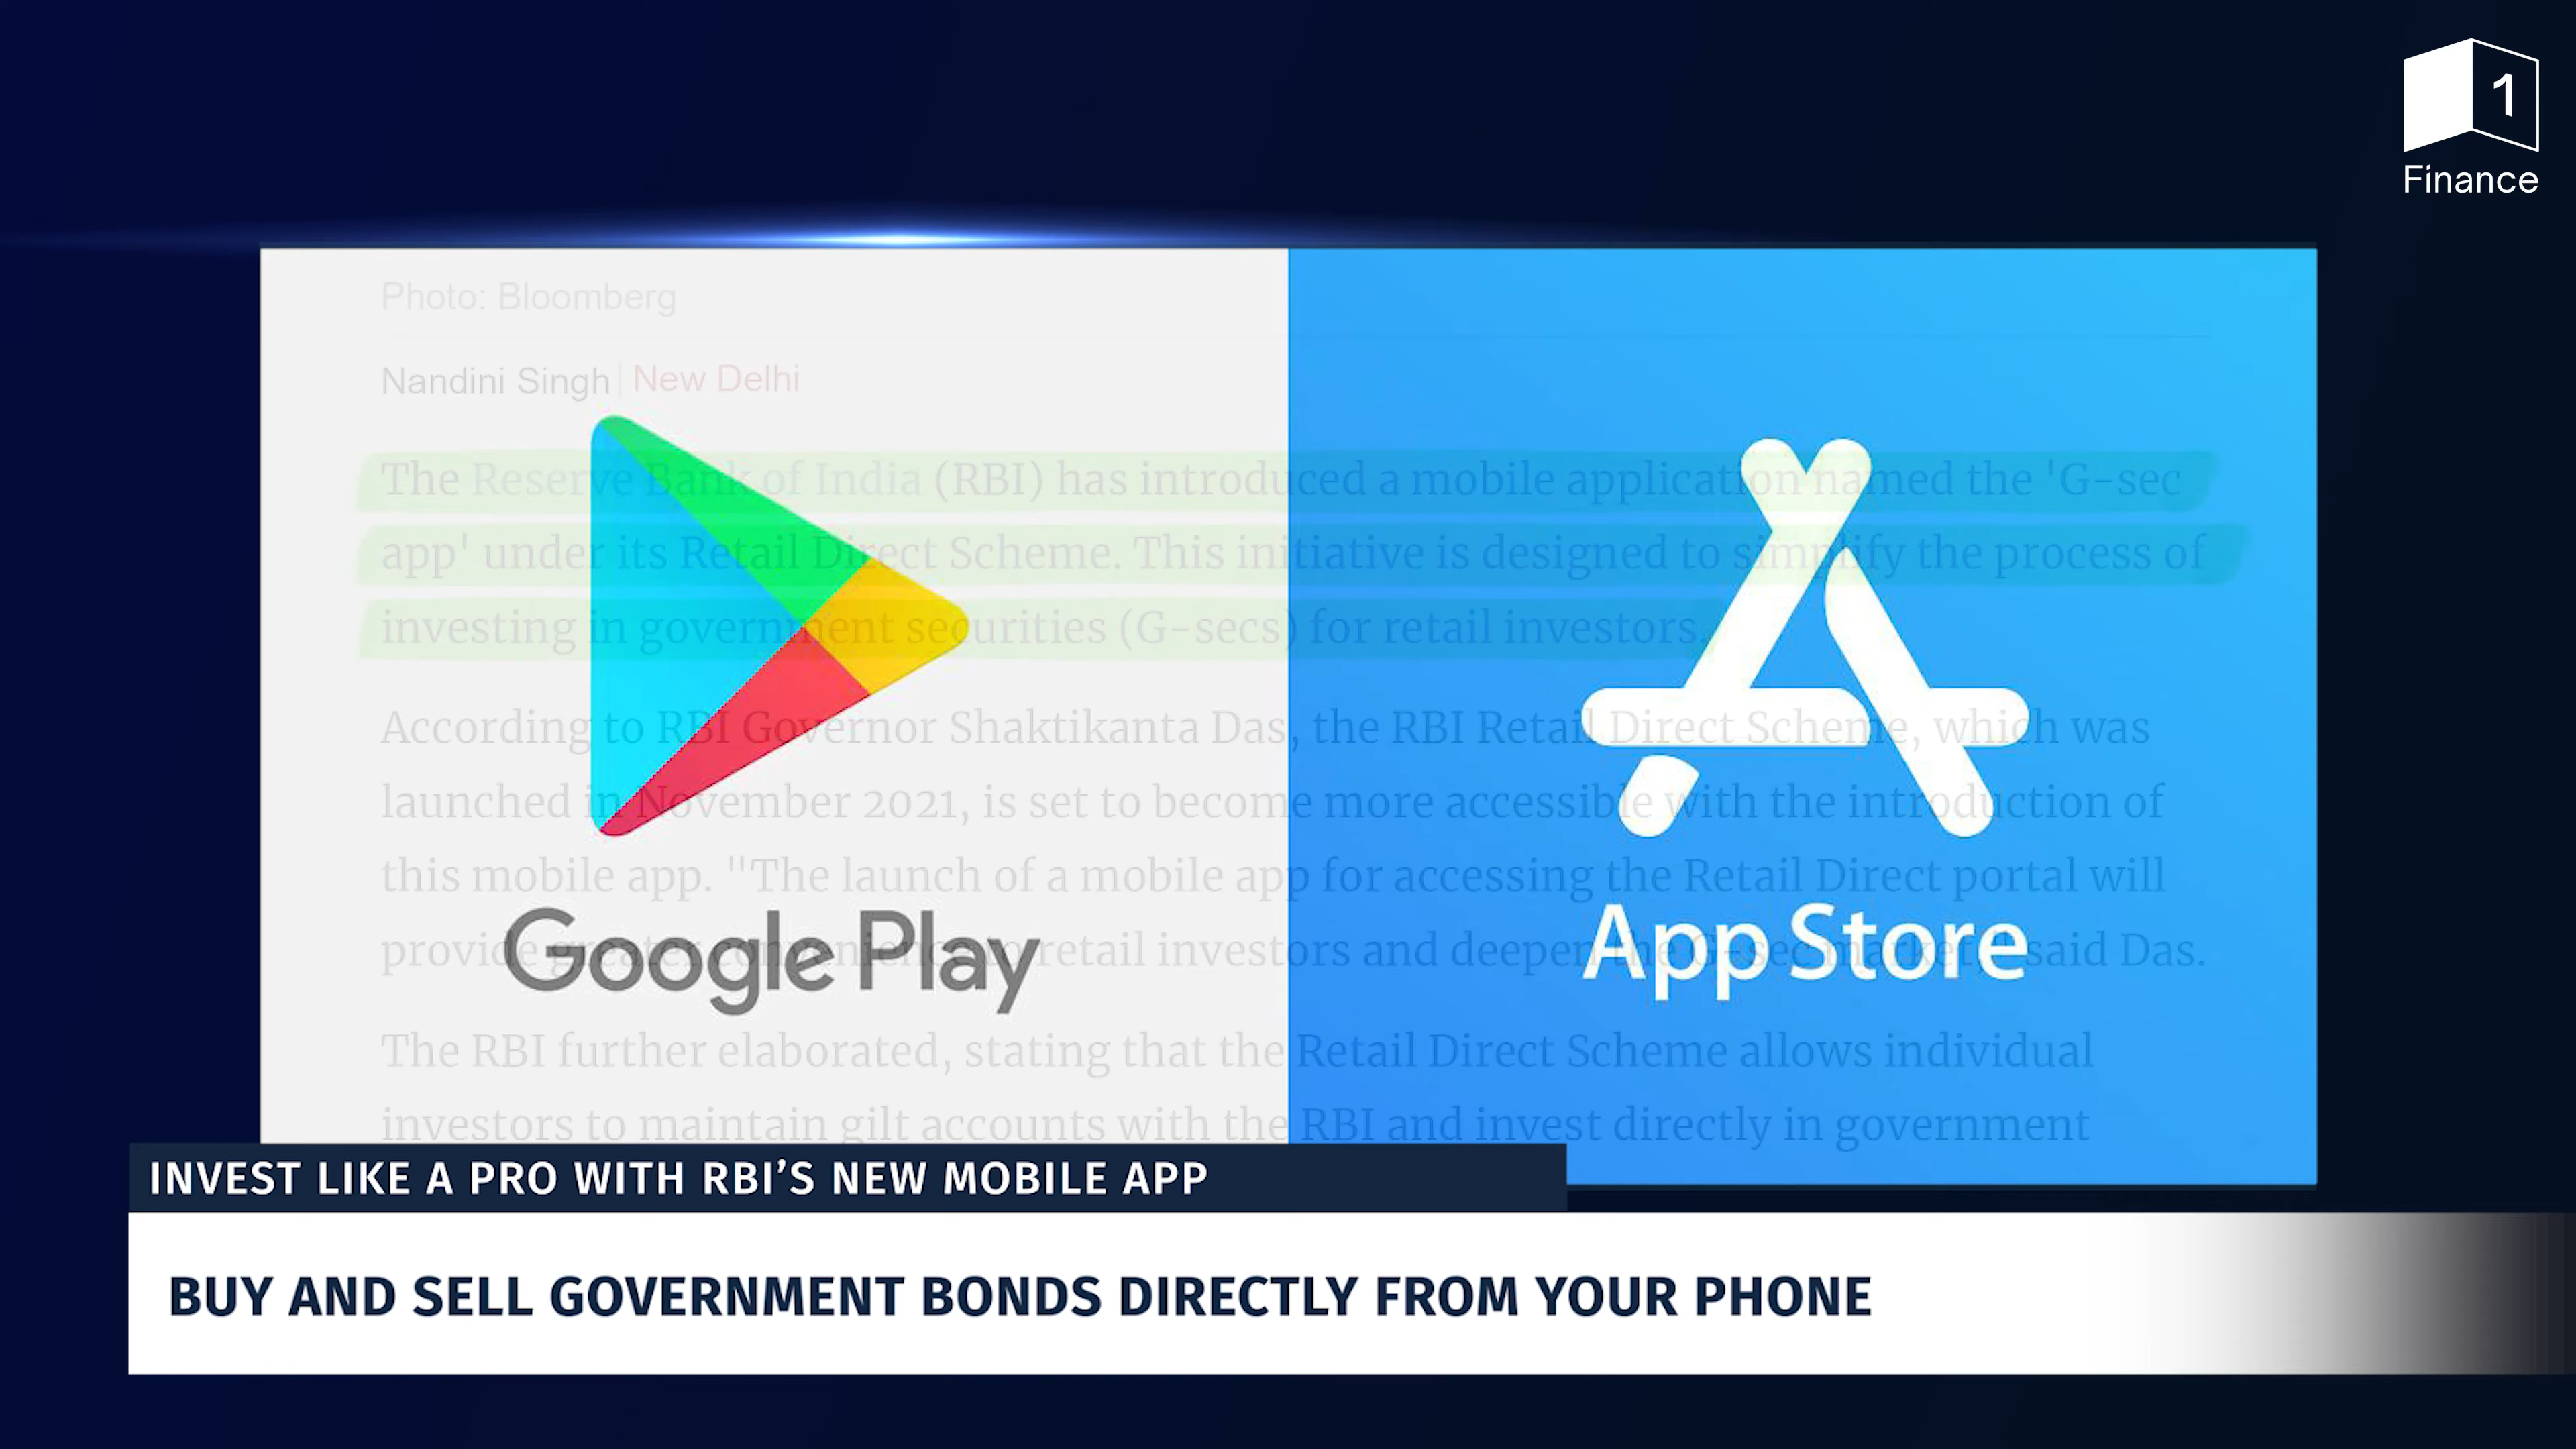 1
Finance
Photo: Bloomberg
Nandini Singh | New Delhi
The Reserve Bank of India (RBI) has introduced a mobile application named the 'G-sec
app' under its Retail Direct Scheme. This initiative is designed to simplify the process of
investing in government securities (G-secs) for retail investors.
According to RBI Governor Shaktikanta Das, the RBI Retail Direct Scheme, which was
launched in November 2021, is set to become more accessible with the introduction of
this mobile app. "The launch of a mobile app for accessing the Retail Direct portal will
provide greater convenience to retail investors and deepen the G-sec market," said Das.
Google Play
App Store
The RBI further elaborated, stating that the Retail Direct Scheme allows individual
investors to maintain gilt accounts with the RBI and invest directly in government
INVEST LIKE A PRO WITH RBI'S NEW MOBILE APP
BUY AND SELL GOVERNMENT BONDS DIRECTLY FROM YOUR PHONE